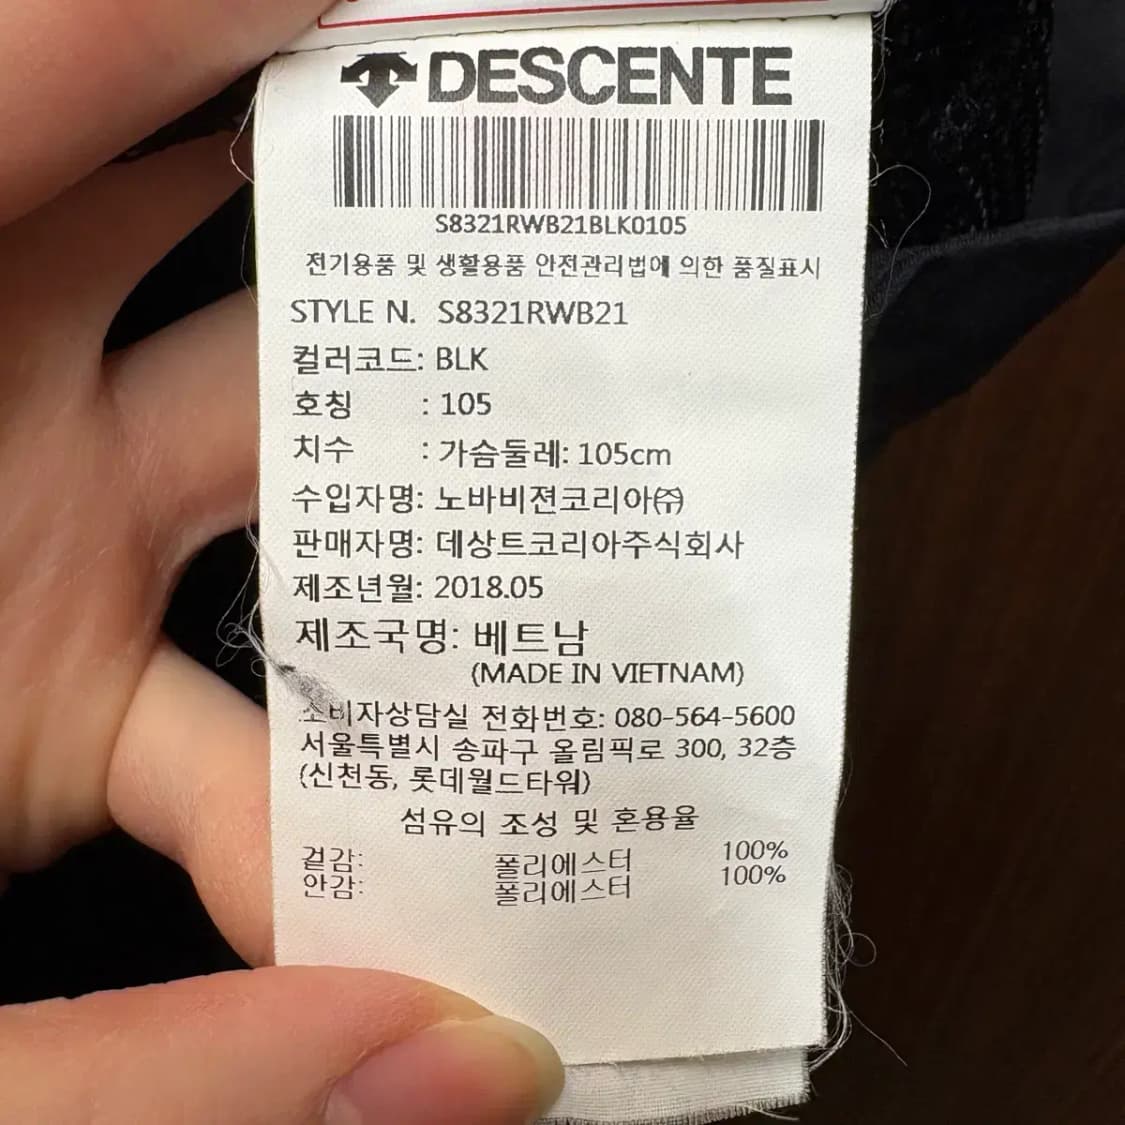 DESCENTE
S8321RWB21BLK0105
전기용품 및 생활용품 안전관리법에 의한 품질표시
STYLE N. S8321RWB21
컬러코드: BLK
호칭 : 105
치수 : 가슴둘레: 105cm
수입자명: 노바비젼코리아㈜
판매자명: 데상트코리아주식회사
제조년월: 2018.05
제조국명: 베트남
(MADE IN VIETNAM)
소비자상담실 전화번호: 080-564-5600
서울특별시 송파구 올림픽로 300, 32층
(신천동, 롯데월드타워)
섬유의 조성 및 혼용율
겉감: 폴리에스터 100%
안감: 폴리에스터 100%